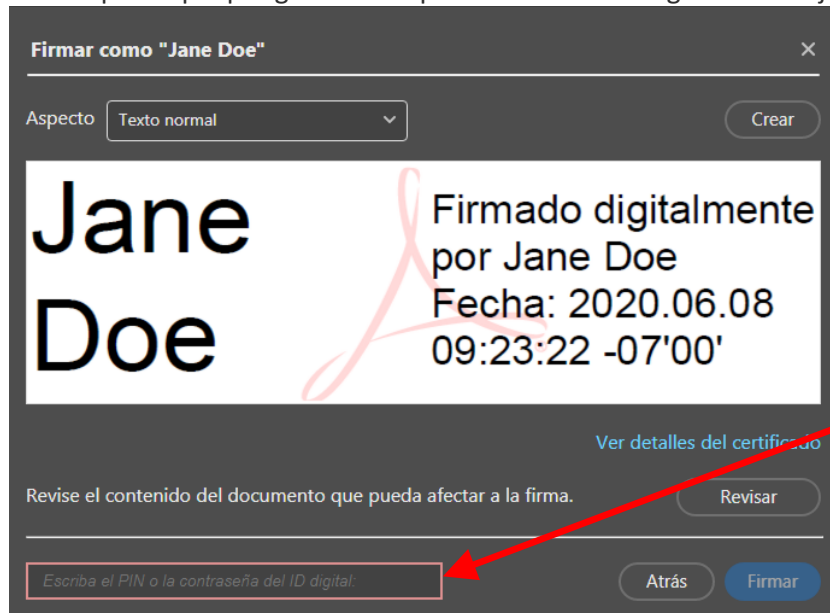 Firmar como "Jane Doe"
Aspecto Texto normal Crear
Jane
Doe
Firmado digitalmente
por Jane Doe
Fecha: 2020.06.08
09:23:22 -07'00'
Ver detalles del certificado
Revise el contenido del documento que pueda afectar a la firma. Revisar
Escriba el PIN o la contraseña del ID digital: Atrás Firmar